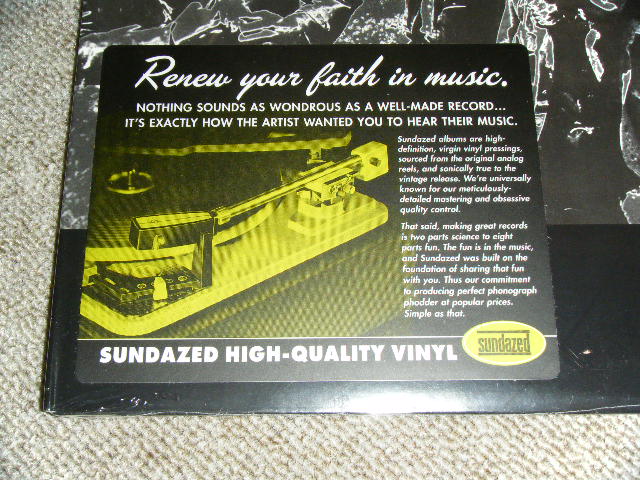 Renew your faith in music.
NOTHING SOUNDS AS WONDROUS AS A WELL-MADE RECORD...
IT'S EXACTLY HOW THE ARTIST WANTED YOU TO HEAR THEIR MUSIC.
Sundazed albums are high-
definition, virgin vinyl pressings,
sourced from the original analog
reels, and sonically true to the
vintage release. We're universally
known for our meticulously-
detailed mastering and obsessive
quality control.
That said, making great records
is two parts science to eight
parts fun. The fun is in the music,
and Sundazed was built on the
foundation of sharing that fun
with you. Thus our commitment
to producing perfect phonograph
phodder at popular prices.
Simple as that.
SUNDAZED HIGH-QUALITY VINYL
sundazed